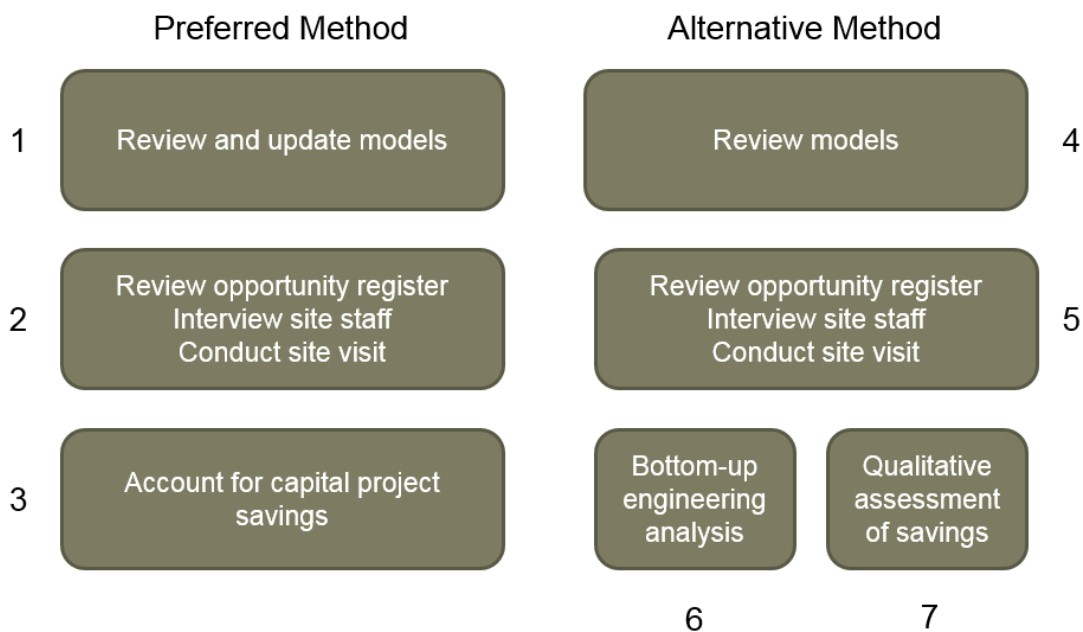 Preferred Method
Alternative Method
1
Review and update models
Review models
4
2
Review opportunity register
Interview site staff
Conduct site visit
Review opportunity register
Interview site staff
Conduct site visit
5
3
Account for capital project
savings
Bottom-up
engineering
analysis
Qualitative
assessment
of savings
6
7